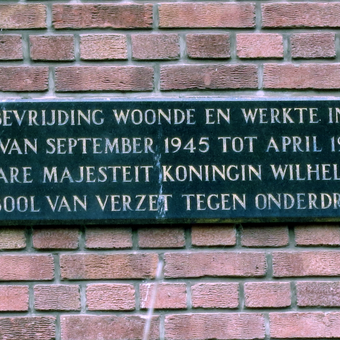 BEVRIJDING WOONDE EN WERKTE IN
VAN SEPTEMBER 1945 TOT APRIL 19
ARE MAJESTEIT KONINGIN WILHEL
BOOL VAN VERZET TEGEN ONDERDR